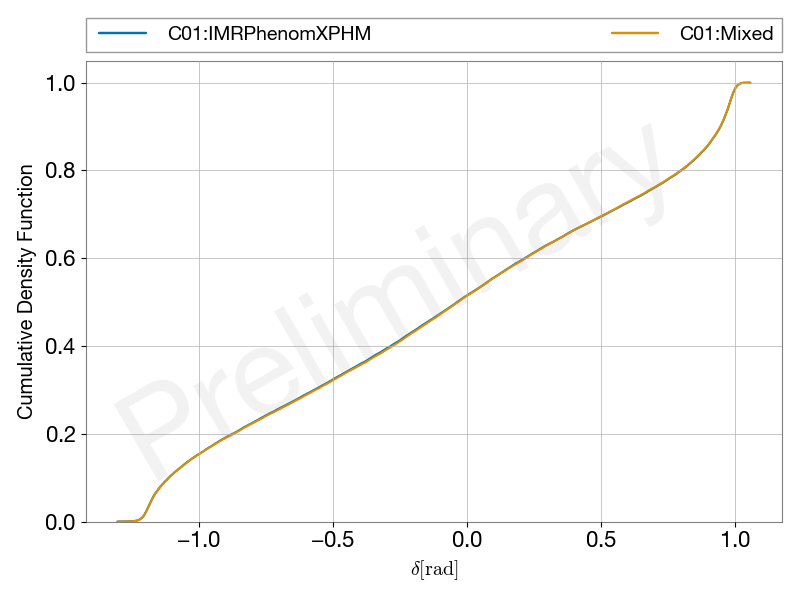 C01:IMRPhenomXPHM C01:Mixed
1.0
0.8
0.6
0.4
0.2
0.0
Cumulative Density Function
Preliminary
−1.0 −0.5 0.0 0.5 1.0
δ[rad]